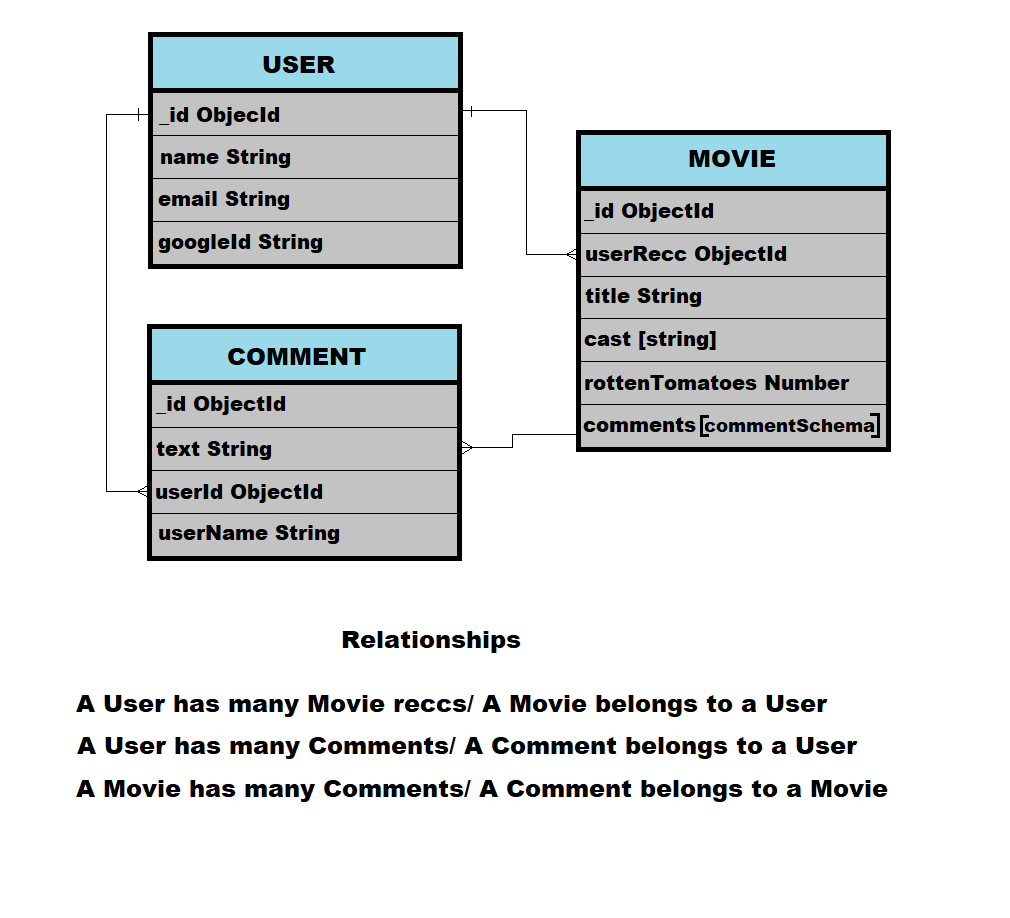 USER
_id ObjecId
name String
email String
googleId String
MOVIE
_id ObjectId
userRecc ObjectId
title String
cast [string]
rottenTomatoes Number
comments [commentSchema]
COMMENT
_id ObjectId
text String
userId ObjectId
userName String
Relationships
A User has many Movie reccs/ A Movie belongs to a User
A User has many Comments/ A Comment belongs to a User
A Movie has many Comments/ A Comment belongs to a Movie